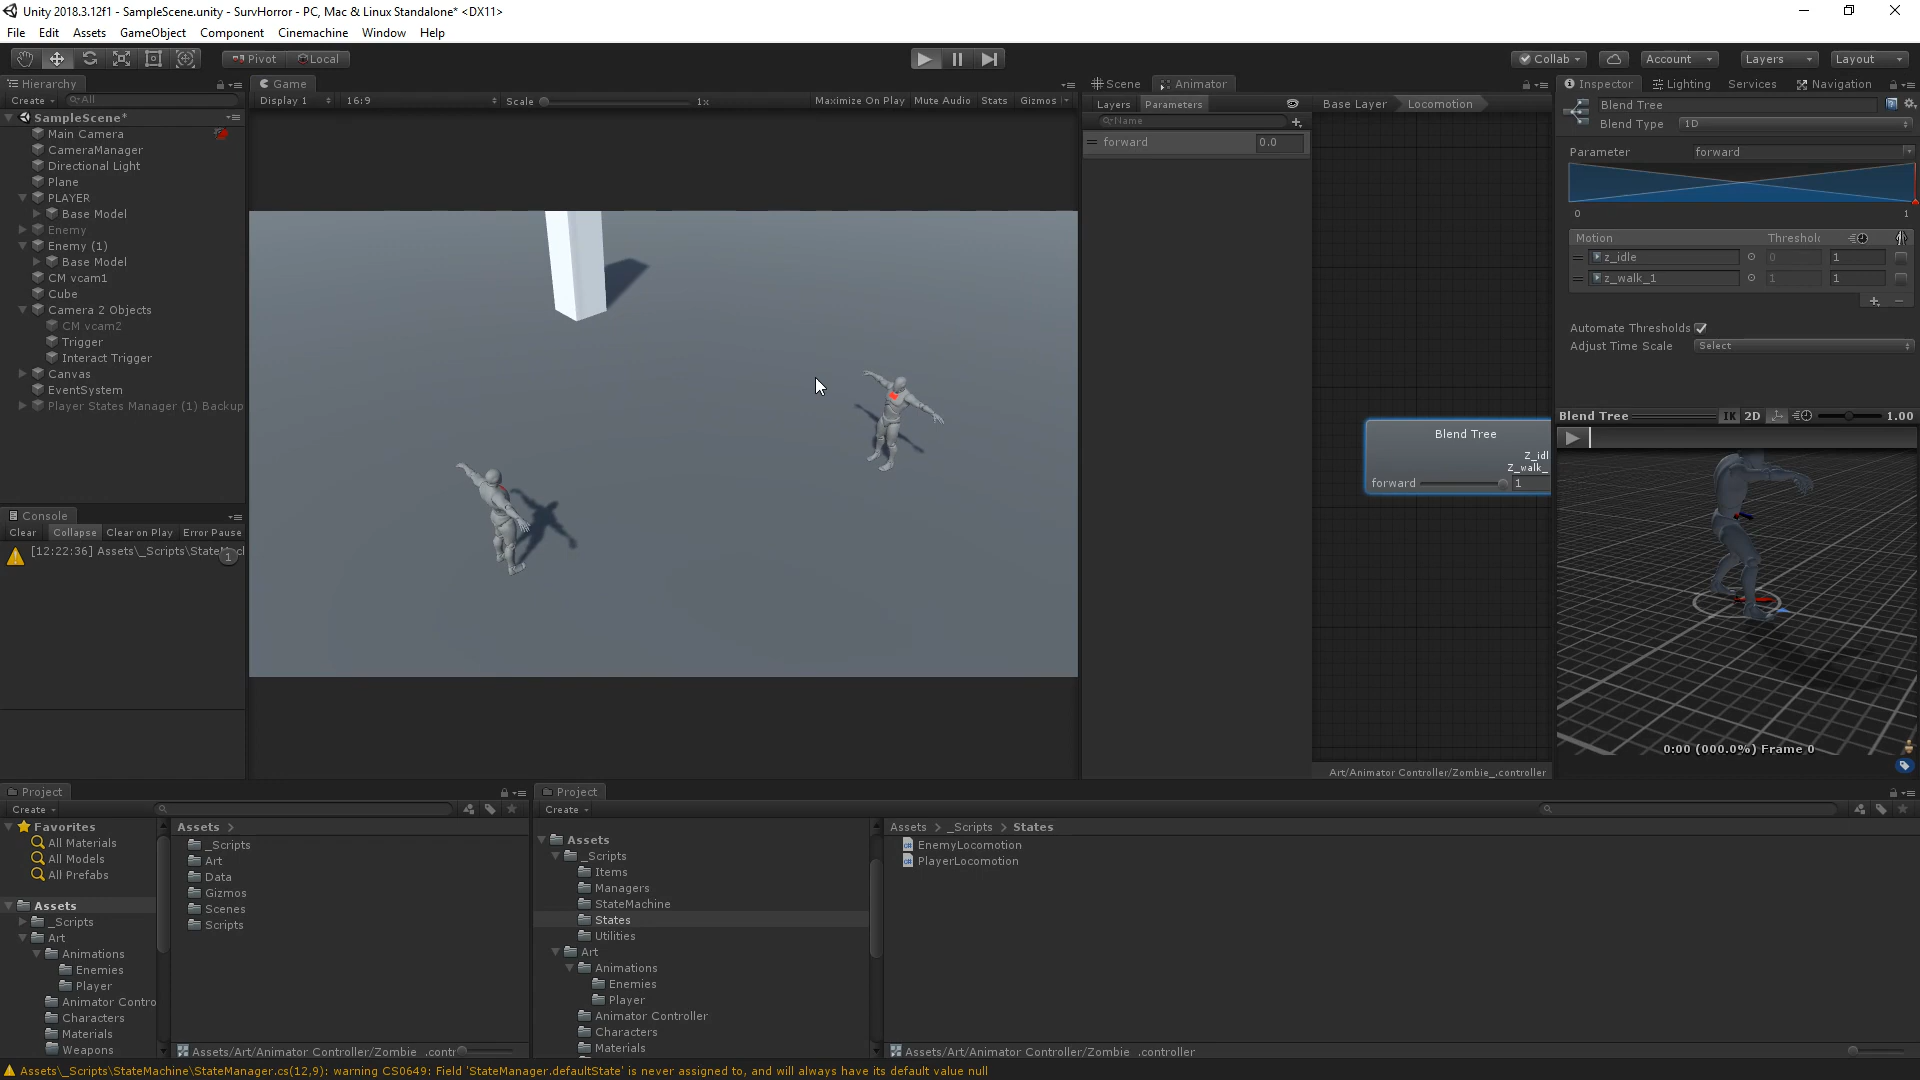 Unity 2018.3.12f1 - SampleScene.unity - SurvHorror - PC, Mac & Linux Standalone* <DX11>
File Edit Assets GameObject Component Cinemachine Window Help
Pivot Local Collab Account Layers Layout
Hierarchy
Create All
SampleScene*
Main Camera
CameraManager
Directional Light
Plane
PLAYER
Base Model
Enemy
Enemy (1)
Base Model
CM vcam1
Cube
Camera 2 Objects
CM vcam2
Trigger
Interact Trigger
Canvas
EventSystem
Player States Manager (1) Backup
Console
Clear Collapse Clear on Play Error Pause
[12:22:36] Assets\_Scripts\StateMacl
1
Game
Display 1 16:9 Scale 1x Maximize On Play Mute Audio Stats Gizmos
Scene Animator
Layers Parameters Base Layer Locomotion
Name
forward 0.0
Blend Tree
Z_idl
Z_walk_
forward 1
Art/Animator Controller/Zombie_.controller
Inspector Lighting Services Navigation
Blend Tree
Blend Type 1D
Parameter forward
0 1
Motion Threshol
z_idle 0 1
z_walk_1 1 1
Automate Thresholds
Adjust Time Scale Select
Blend Tree IK 2D 1.00
0:00 (000.0%) Frame 0
Project
Create
Favorites
All Materials
All Models
All Prefabs
Assets
_Scripts
Art
Animations
Enemies
Player
Animator Contro
Characters
Materials
Weapons
Assets
_Scripts
Art
Data
Gizmos
Scenes
Scripts
Assets/Art/Animator Controller/Zombie_.contr
Project
Create
Assets
_Scripts
Items
Managers
StateMachine
States
Utilities
Art
Animations
Enemies
Player
Animator Controller
Characters
Materials
Assets _Scripts States
EnemyLocomotion
PlayerLocomotion
Assets/Art/Animator Controller/Zombie_.controller
Assets\_Scripts\StateMachine\StateManager.cs(12,9): warning CS0649: Field 'StateManager.defaultState' is never assigned to, and will always have its default value null